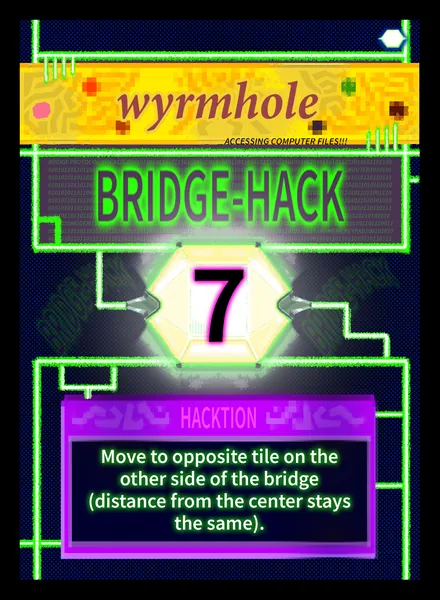 wyrmhole
ACCESSING COMPUTER FILES!!!
BRIDGE-HACK
7
HACKTION
Move to opposite tile on the
other side of the bridge
(distance from the center stays
the same).